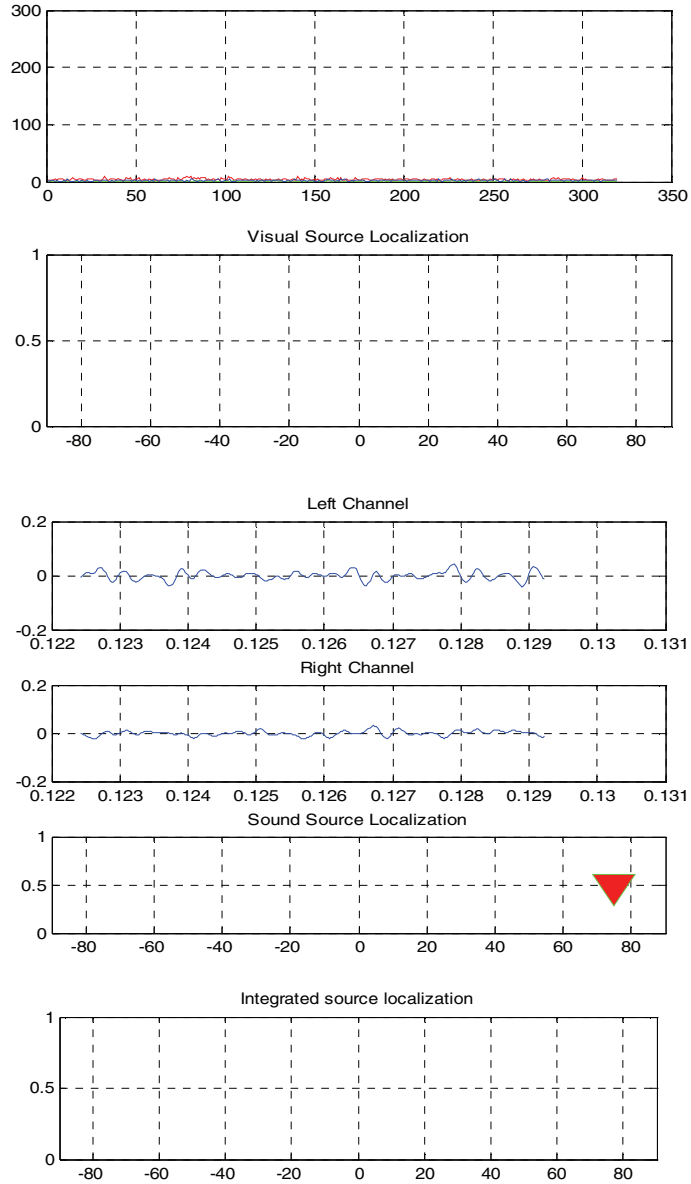 300
200
100
0
0 50 100 150 200 250 300 350
Visual Source Localization
1
0.5
0
-80 -60 -40 -20 0 20 40 60 80
Left Channel
0.2
0
-0.2
0.122 0.123 0.124 0.125 0.126 0.127 0.128 0.129 0.13 0.131
Right Channel
0.2
0
-0.2
0.122 0.123 0.124 0.125 0.126 0.127 0.128 0.129 0.13 0.131
Sound Source Localization
1
0.5
0
-80 -60 -40 -20 0 20 40 60 80
Integrated source localization
1
0.5
0
-80 -60 -40 -20 0 20 40 60 80